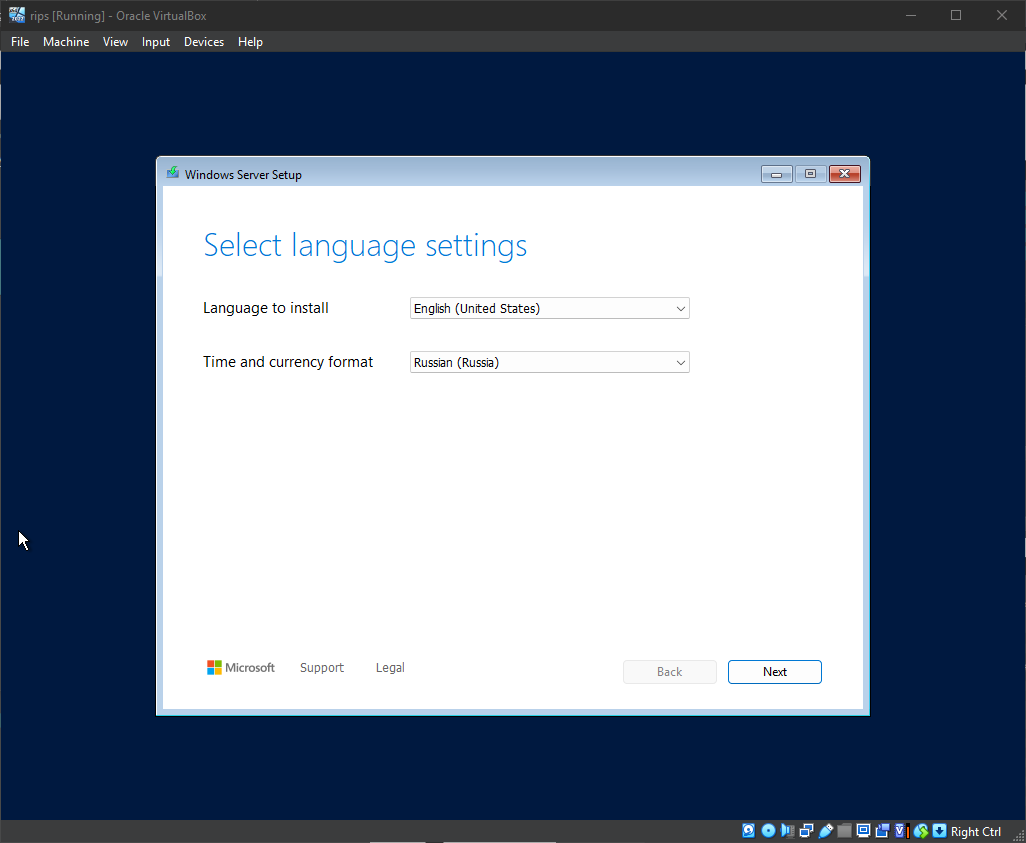 rips [Running] - Oracle VirtualBox
File Machine View Input Devices Help
Windows Server Setup
Select language settings
Language to install English (United States)
Time and currency format Russian (Russia)
Microsoft Support Legal Back Next
Right Ctrl